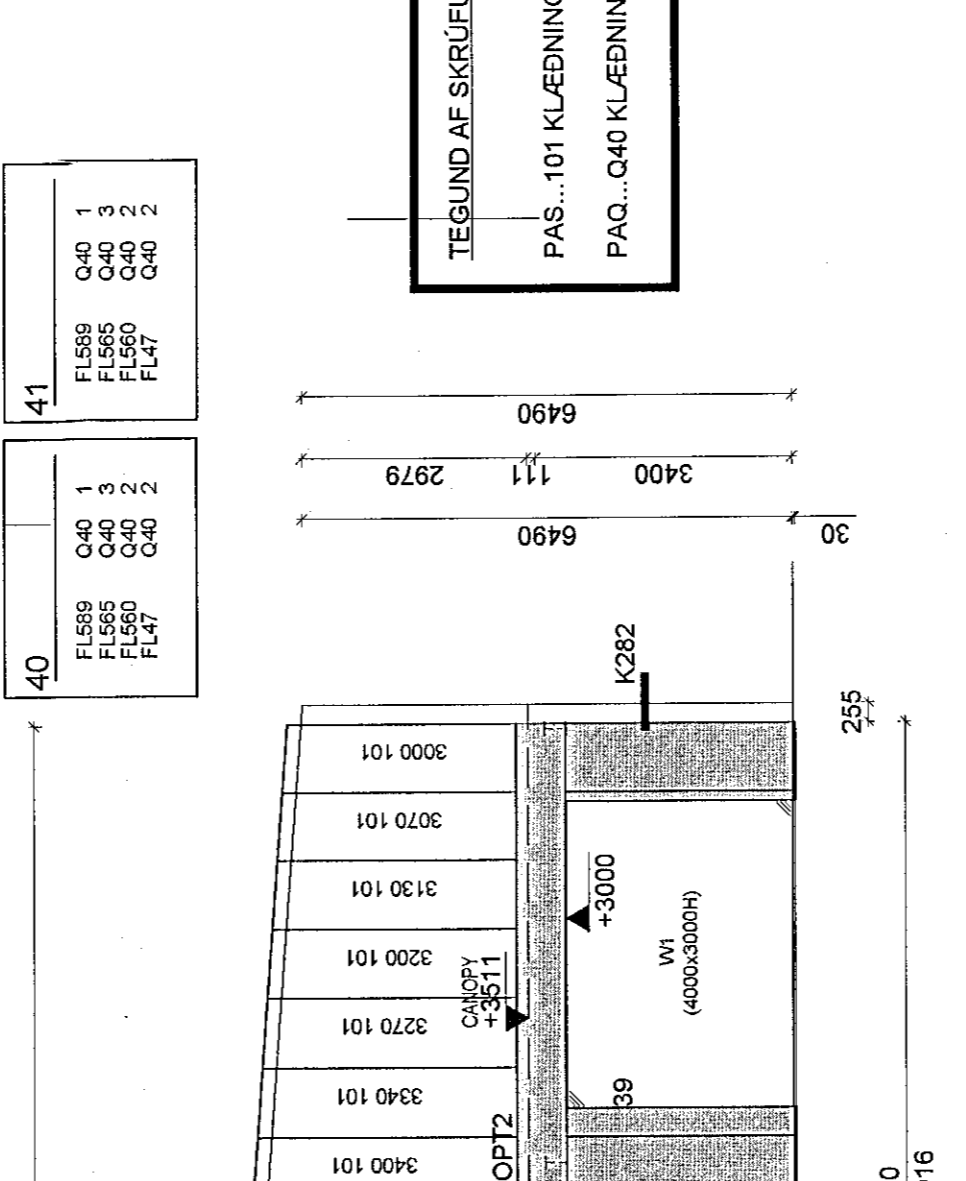 41
FL589 Q40 1
FL565 Q40 3
FL560 Q40 2
FL47 Q40 2
40
FL589 Q40 1
FL565 Q40 3
FL560 Q40 2
FL47 Q40 2
TEGUND AF
PAS...101
PAQ...Q40
6490
2979
111
3400
6490
30
K282
255
3000 101
3070 101
3130 101
3200 101
3270 101
3340 101
3400 101
CANOPY
+3511
+3000
W1
(4000x3000H)
39
OPT2